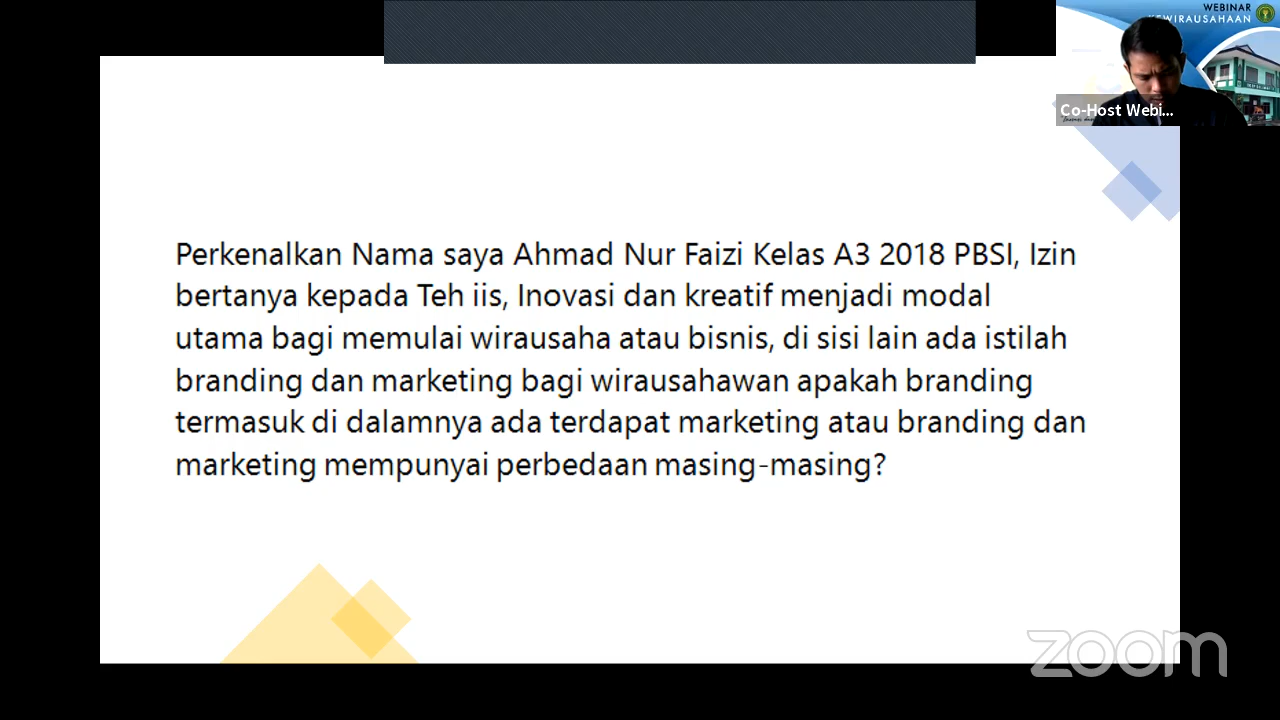 WEBINAR
KEWIRAUSAHAAN
Co-Host Webi...
Perkenalkan Nama saya Ahmad Nur Faizi Kelas A3 2018 PBSI, Izin
bertanya kepada Teh iis, Inovasi dan kreatif menjadi modal
utama bagi memulai wirausaha atau bisnis, di sisi lain ada istilah
branding dan marketing bagi wirausahawan apakah branding
termasuk di dalamnya ada terdapat marketing atau branding dan
marketing mempunyai perbedaan masing-masing?
zoom